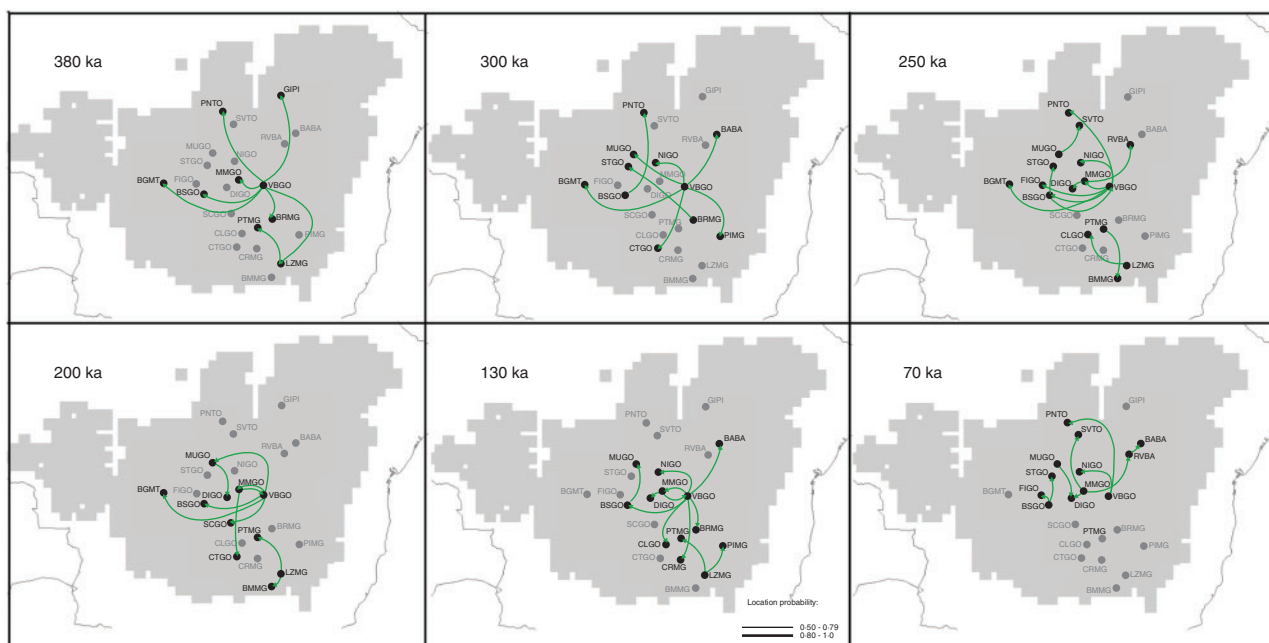 380 ka
GIPI
PNTO
SVTO
BABA
RVBA
MUGO
STGO
NIGO
MMGO
BGMT
FIGO
VBGO
BSGO
DIGO
SCGO
BRMG
PTMG
CLGO
PIMG
CTGO
CRMG
LZMG
BMMG
300 ka
GIPI
PNTO
SVTO
BABA
RVBA
MUGO
NIGO
STGO
MMGO
BGMT
FIGO
VBGO
BSGO
DIGO
SCGO
PTMG
BRMG
CLGO
PIMG
CTGO
CRMG
LZMG
BMMG
250 ka
GIPI
PNTO
SVTO
BABA
RVBA
MUGO
NIGO
STGO
MMGO
BGMT
FIGO
DIGO
VBGO
BSGO
SCGO
PTMG
BRMG
CLGO
PIMG
CTGO
CRMG
LZMG
BMMG
200 ka
GIPI
PNTO
SVTO
BABA
RVBA
MUGO
NIGO
STGO
MMGO
BGMT
FIGO
DIGO
VBGO
BSGO
SCGO
PTMG
BRMG
CLGO
PIMG
CTGO
CRMG
LZMG
BMMG
130 ka
GIPI
PNTO
SVTO
BABA
RVBA
MUGO
NIGO
STGO
MMGO
BGMT
FIGO
DIGO
VBGO
BSGO
SCGO
PTMG
BRMG
CLGO
PIMG
CTGO
CRMG
LZMG
BMMG
Location probability:
0·50 - 0·79
0·80 - 1·0
70 ka
GIPI
PNTO
SVTO
BABA
RVBA
MUGO
NIGO
STGO
MMGO
BGMT
FIGO
VBGO
BSGO
DIGO
SCGO
PTMG
BRMG
CLGO
PIMG
CTGO
CRMG
LZMG
BMMG